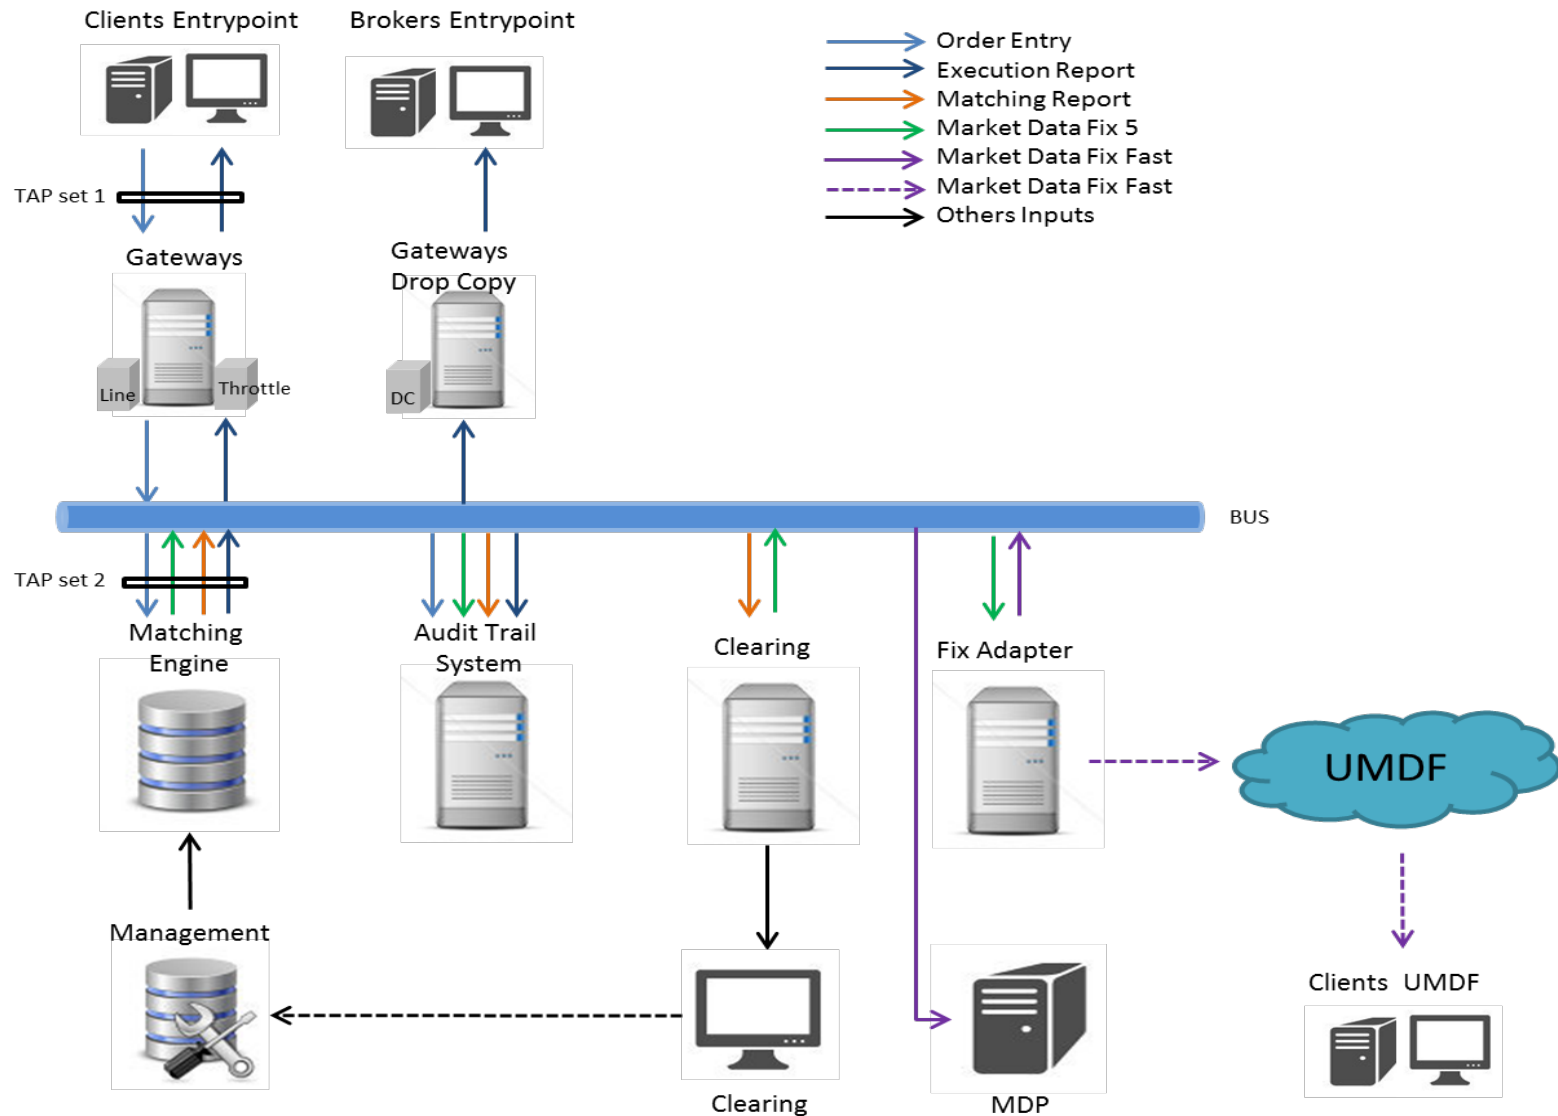 Clients Entrypoint
Brokers Entrypoint
Order Entry
Execution Report
Matching Report
Market Data Fix 5
Market Data Fix Fast
Market Data Fix Fast
Others Inputs
TAP set 1
Gateways
Gateways
Drop Copy
Line
Throttle
DC
BUS
TAP set 2
Matching
Engine
Audit Trail
System
Clearing
Fix Adapter
UMDF
Management
Clients UMDF
Clearing
MDP